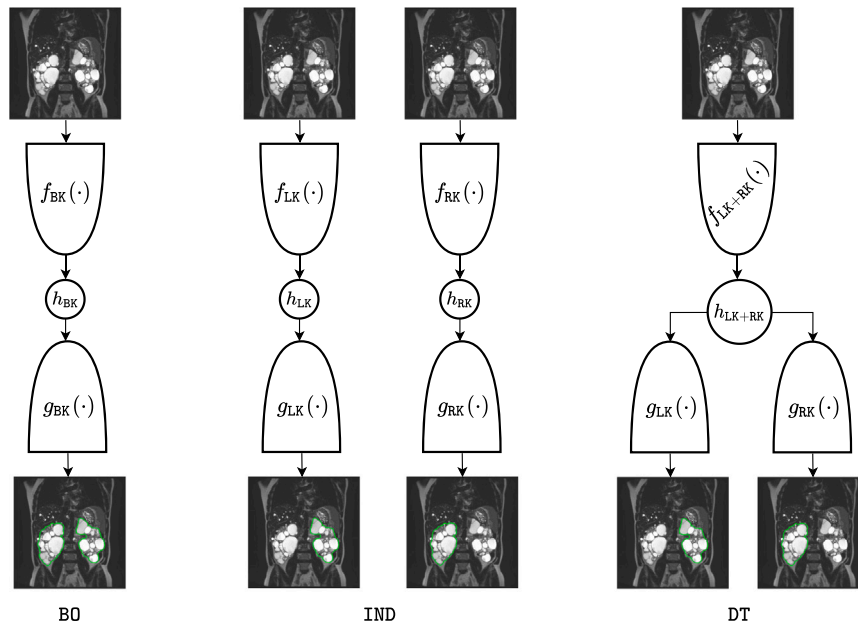 f_BK(·) f_LK(·) f_RK(·) f_LK+RK(·)
h_BK h_LK h_RK h_LK+RK
g_BK(·) g_LK(·) g_RK(·) g_LK(·) g_RK(·)
BO IND DT